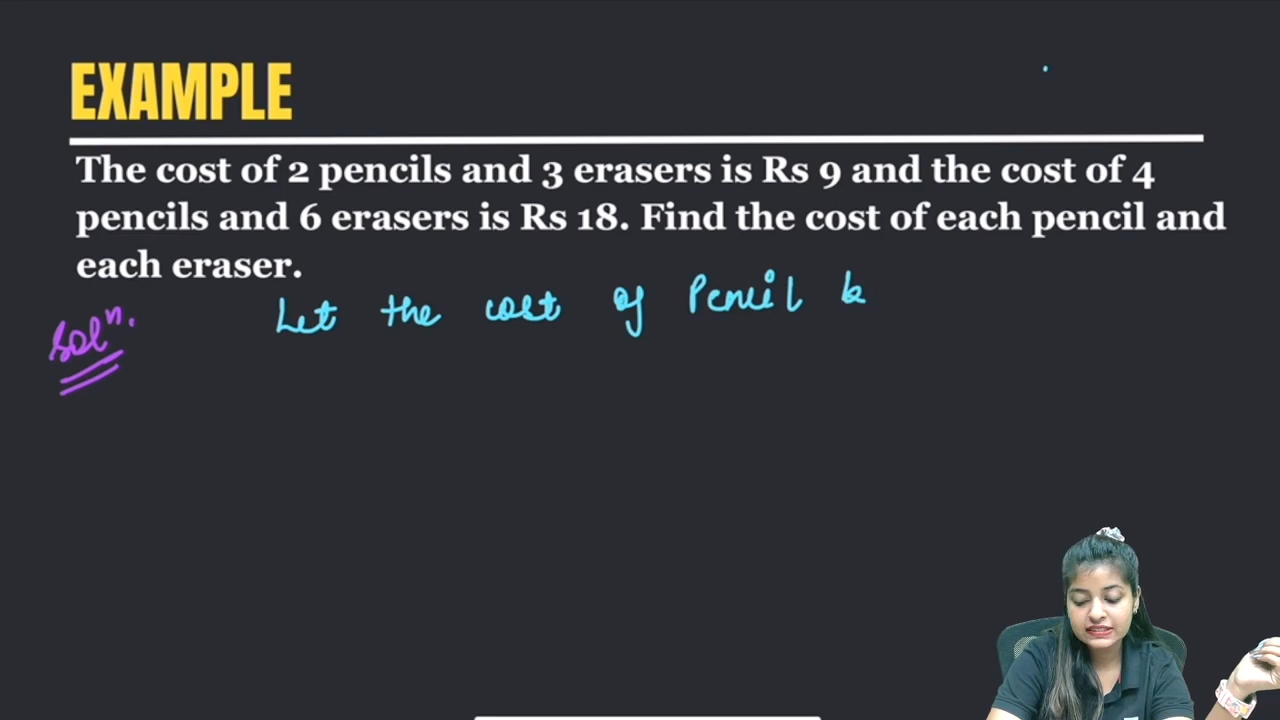 EXAMPLE
The cost of 2 pencils and 3 erasers is Rs 9 and the cost of 4
pencils and 6 erasers is Rs 18. Find the cost of each pencil and
each eraser.
Let the cost of Pencil b
Solⁿ.